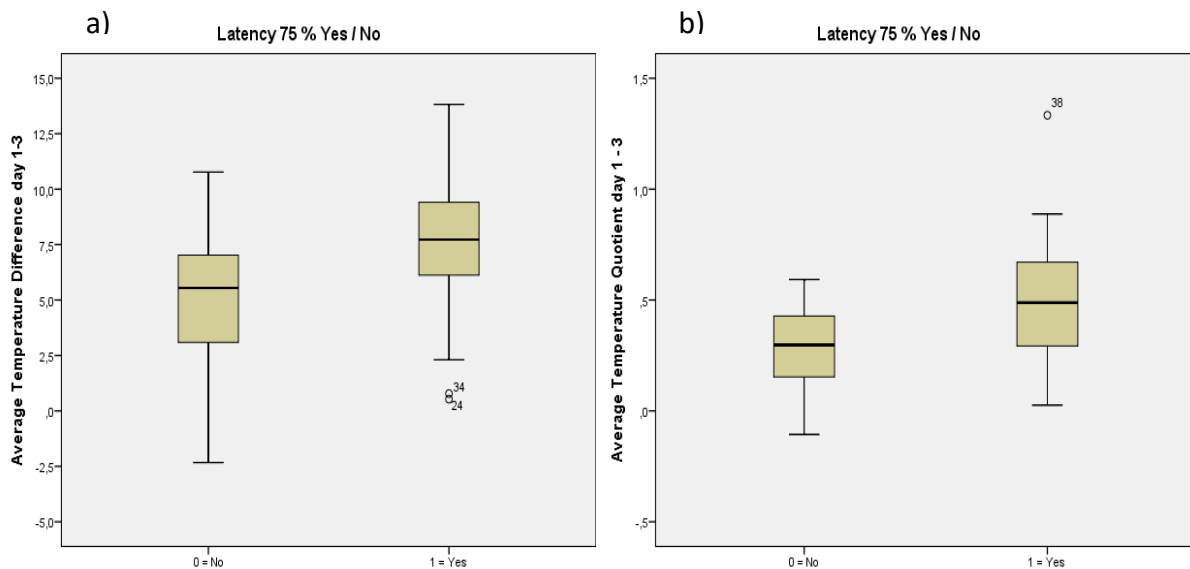 a)
Latency 75 % Yes / No
Average Temperature Difference day 1-3
15,0
12,5
10,0
7,5
5,0
2,5
,0
-2,5
-5,0
34
24
0 = No
1 = Yes
b)
Latency 75 % Yes / No
Average Temperature Quotient day 1 - 3
1,5
1,0
,5
,0
-,5
38
0 = No
1 = Yes